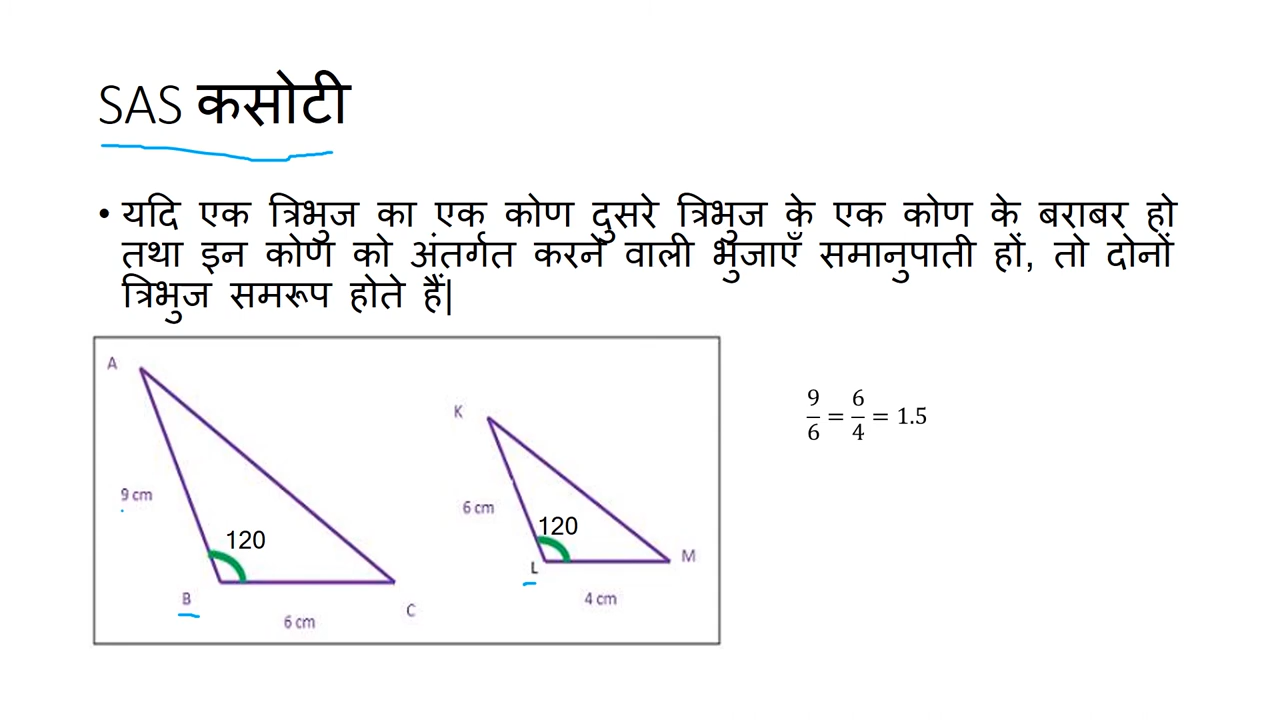 SAS कसोटी
• यदि एक त्रिभुज का एक कोण दुसरे त्रिभुज के एक कोण के बराबर हो
तथा इन कोण को अंतर्गत करने वाली भुजाएँ समानुपाती हों, तो दोनों
त्रिभुज समरूप होते हैं|
A
K
9/6 = 6/4 = 1.5
9 cm
6 cm
120
120
L
M
B
6 cm
C
4 cm